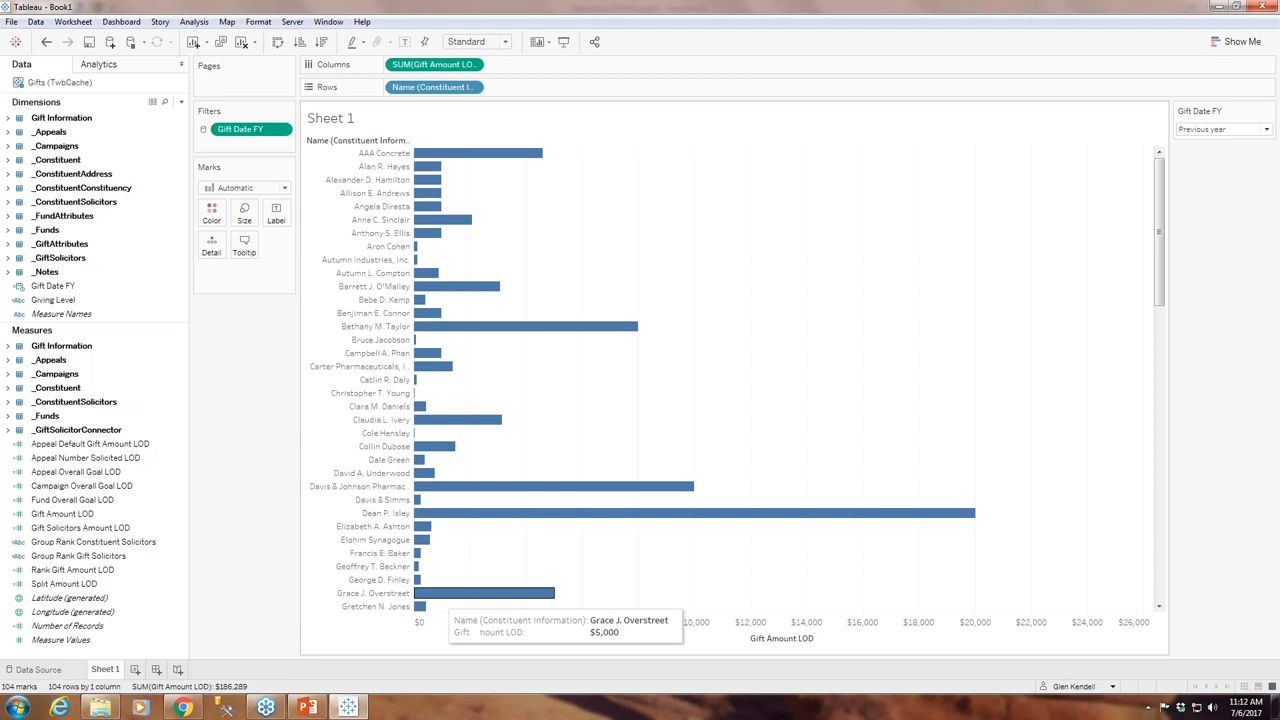 Tableau - Book1
File Data Worksheet Dashboard Story Analysis Map Format Server Window Help
Standard
Show Me
Data Analytics
Gifts (TwbCache)
Dimensions
Gift Information
_Appeals
_Campaigns
_Constituent
_ConstituentAddress
_ConstituentConstituency
_ConstituentSolicitors
_FundAttributes
_Funds
_GiftAttributes
_GiftSolicitors
_Notes
Gift Date FY
Abc Giving Level
Abc Measure Names
Measures
Gift Information
_Appeals
_Campaigns
_Constituent
_ConstituentSolicitors
_Funds
_GiftSolicitorConnector
Appeal Default Gift Amount LOD
Appeal Number Solicited LOD
Appeal Overall Goal LOD
Campaign Overall Goal LOD
Fund Overall Goal LOD
Gift Amount LOD
Gift Solicitors Amount LOD
Abc Group Rank Constituent Solicitors
Abc Group Rank Gift Solicitors
Rank Gift Amount LOD
Split Amount LOD
Latitude (generated)
Longitude (generated)
Number of Records
Measure Values
Pages
Filters
Gift Date FY
Marks
Automatic
Color Size Label
Detail Tooltip
Columns SUM(Gift Amount LO..
Rows Name (Constituent I..
Sheet 1
Name (Constituent Inform..
AAA Concrete
Alan R. Hayes
Alexander D. Hamilton
Allison E. Andrews
Angela Diresta
Anne C. Sinclair
Anthony S. Ellis
Aron Cohen
Autumn Industries, Inc.
Autumn L. Compton
Barrett J. O'Malley
Bebe D. Kemp
Benjiman E. Connor
Bethany M. Taylor
Bruce Jacobson
Campbell A. Phan
Carter Pharmaceuticals, I..
Catlin R. Daly
Christopher T. Young
Clara M. Daniels
Claudia L. Ivery
Cole Hensley
Collin Dubose
Dale Green
David A. Underwood
Davis & Johnson Pharmac..
Davis & Simms
Dean P. Isley
Elizabeth A. Ashton
Elohim Synagogue
Francis E. Baker
Geoffrey T. Beckner
George D. Finley
Grace J. Overstreet
Gretchen N. Jones
Name (Constituent Information): Grace J. Overstreet
Gift nount LOD: $5,000
$0 10,000 $12,000 $14,000 $16,000 $18,000 $20,000 $22,000 $24,000 $26,000
Gift Amount LOD
Gift Date FY
Previous year
Data Source Sheet 1
104 marks 104 rows by 1 column SUM(Gift Amount LOD): $186,289
Glen Kendell
11:12 AM
7/6/2017